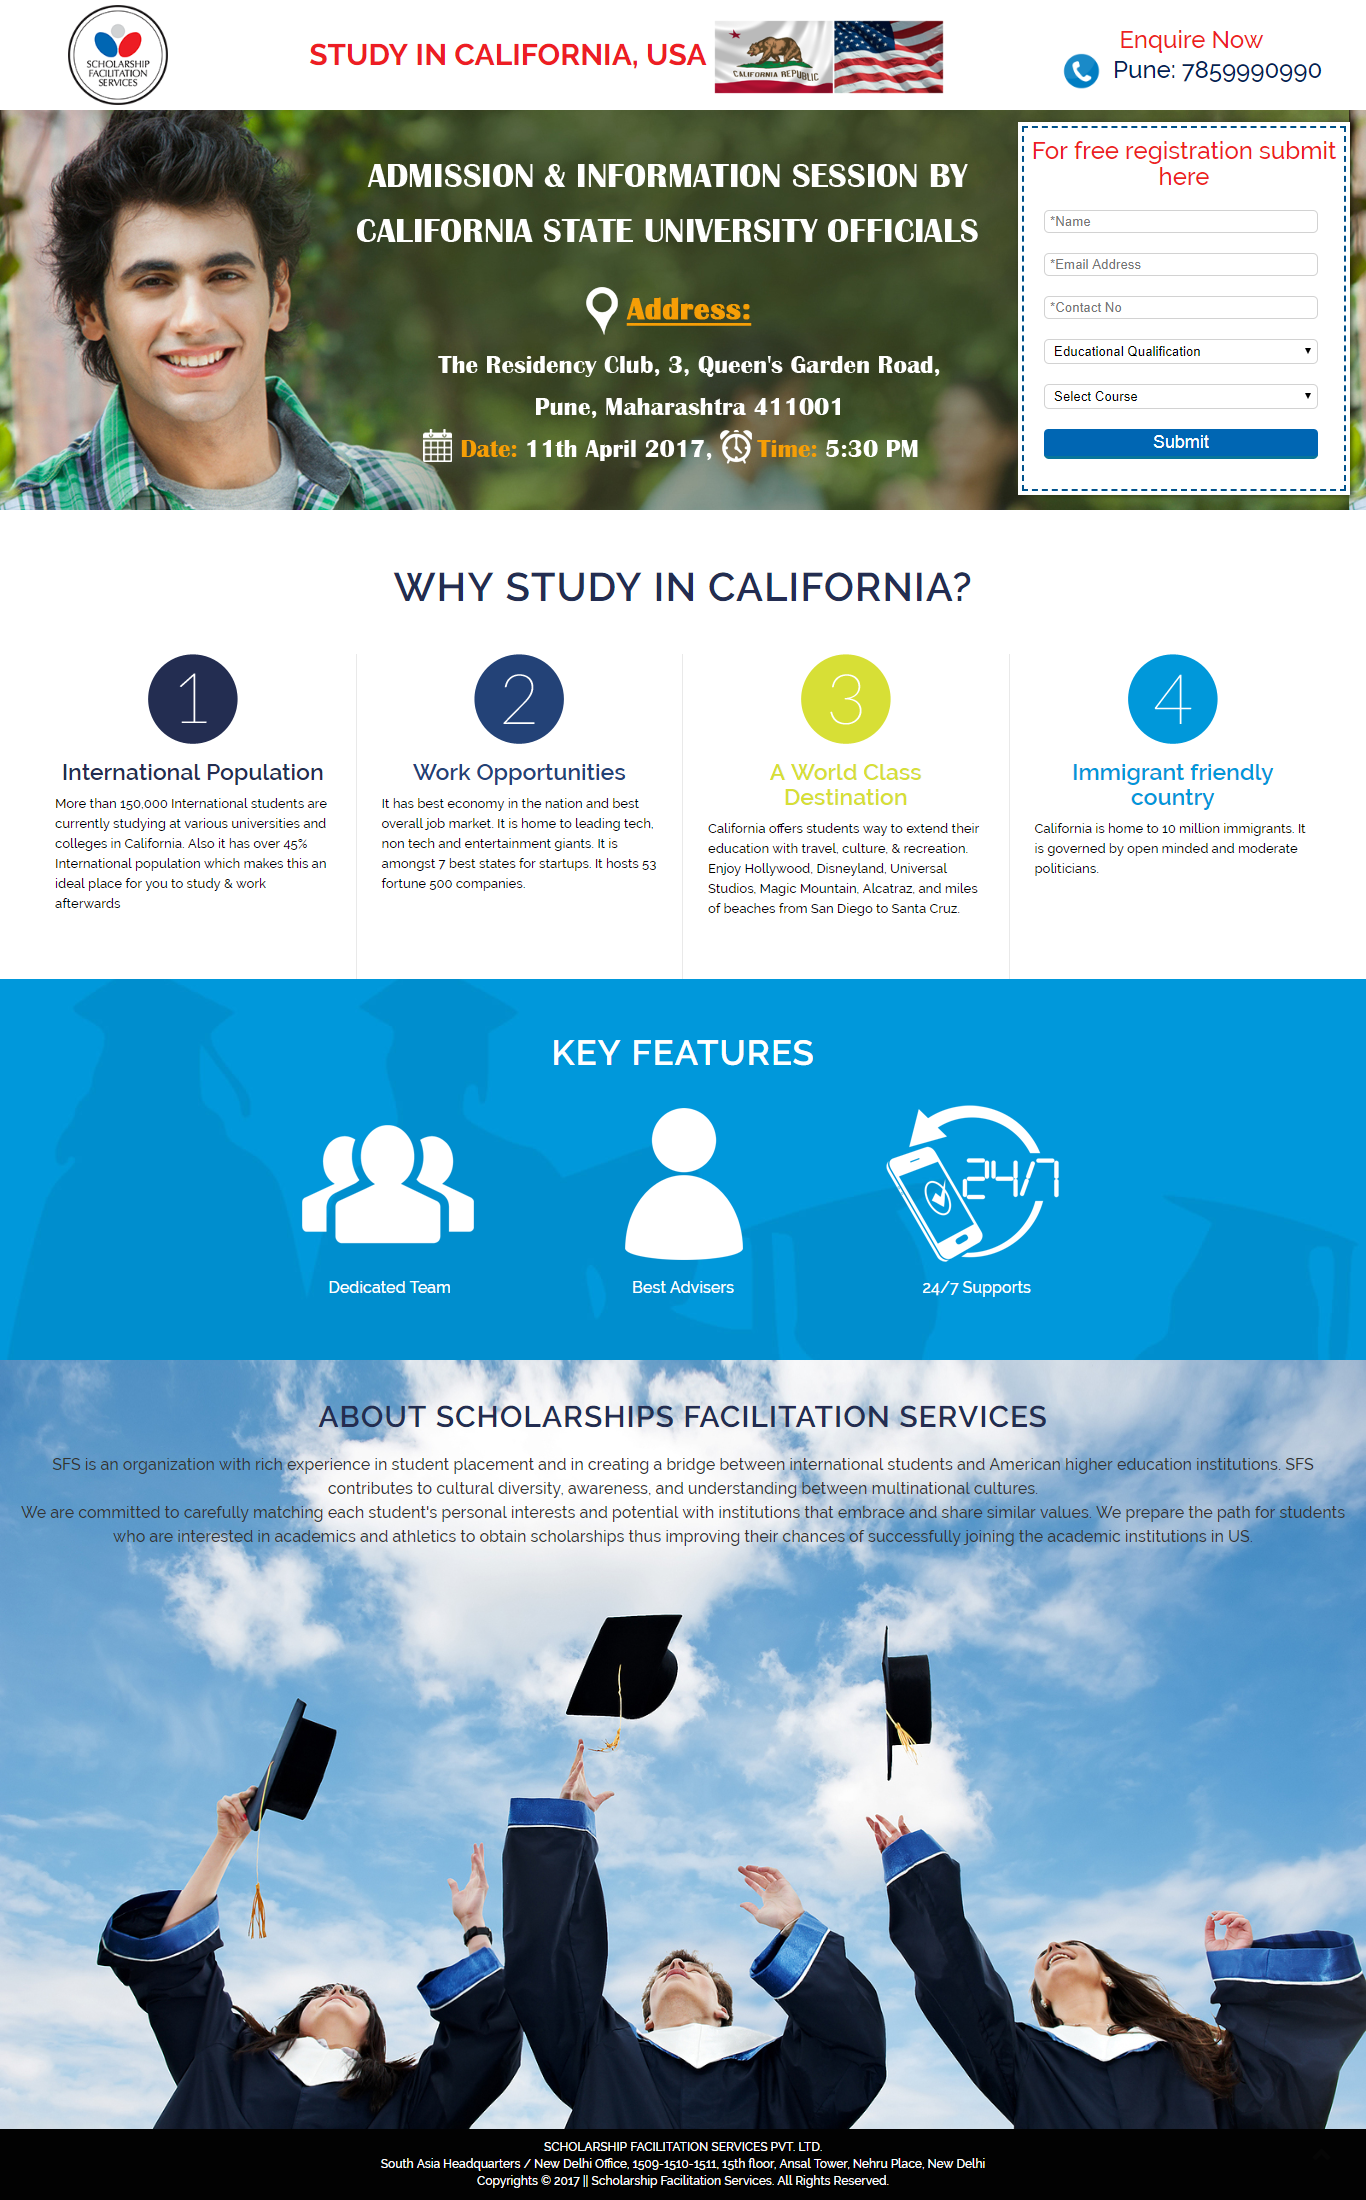 SCHOLARSHIP
FACILITATION
SERVICES
STUDY IN CALIFORNIA, USA
CALIFORNIA REPUBLIC
Enquire Now
Pune: 7859990990
ADMISSION & INFORMATION SESSION BY
CALIFORNIA STATE UNIVERSITY OFFICIALS
Address:
The Residency Club, 3, Queen's Garden Road,
Pune, Maharashtra 411001
Date: 11th April 2017, Time: 5:30 PM
For free registration submit
here
*Name
*Email Address
*Contact No
Educational Qualification
Select Course
Submit
WHY STUDY IN CALIFORNIA?
1
International Population
More than 150,000 International students are
currently studying at various universities and
colleges in California. Also it has over 45%
International population which makes this an
ideal place for you to study & work
afterwards
2
Work Opportunities
It has best economy in the nation and best
overall job market. It is home to leading tech,
non tech and entertainment giants. It is
amongst 7 best states for startups. It hosts 53
fortune 500 companies.
3
A World Class
Destination
California offers students way to extend their
education with travel, culture, & recreation.
Enjoy Hollywood, Disneyland, Universal
Studios, Magic Mountain, Alcatraz, and miles
of beaches from San Diego to Santa Cruz.
4
Immigrant friendly
country
California is home to 10 million immigrants. It
is governed by open minded and moderate
politicians.
KEY FEATURES
24/7
Dedicated Team
Best Advisers
24/7 Supports
ABOUT SCHOLARSHIPS FACILITATION SERVICES
SFS is an organization with rich experience in student placement and in creating a bridge between international students and American higher education institutions. SFS
contributes to cultural diversity, awareness, and understanding between multinational cultures.
We are committed to carefully matching each student's personal interests and potential with institutions that embrace and share similar values. We prepare the path for students
who are interested in academics and athletics to obtain scholarships thus improving their chances of successfully joining the academic institutions in US.
SCHOLARSHIP FACILITATION SERVICES PVT. LTD.
South Asia Headquarters / New Delhi Office, 1509-1510-1511, 15th floor, Ansal Tower, Nehru Place, New Delhi
Copyrights © 2017 || Scholarship Facilitation Services. All Rights Reserved.